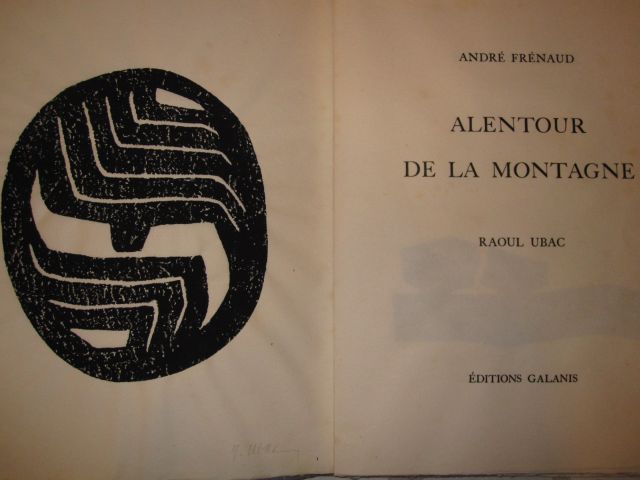 ANDRÉ FRÉNAUD
ALENTOUR
DE LA MONTAGNE
RAOUL UBAC
ÉDITIONS GALANIS